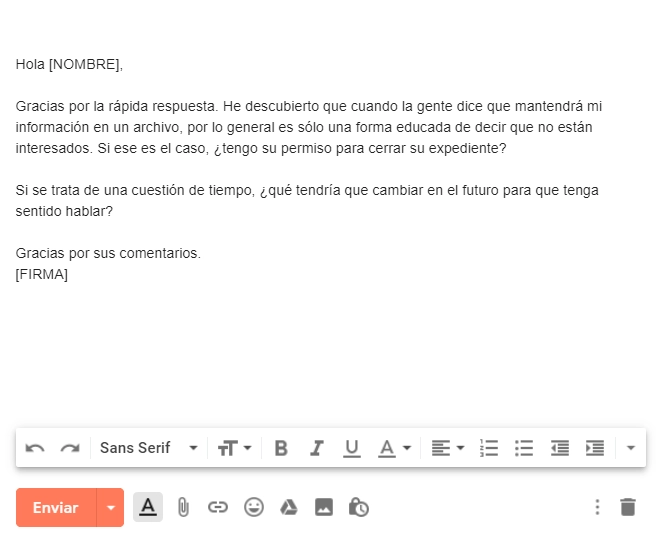 Hola [NOMBRE],
Gracias por la rápida respuesta. He descubierto que cuando la gente dice que mantendrá mi
información en un archivo, por lo general es sólo una forma educada de decir que no están
interesados. Si ese es el caso, ¿tengo su permiso para cerrar su expediente?
Si se trata de una cuestión de tiempo, ¿qué tendría que cambiar en el futuro para que tenga
sentido hablar?
Gracias por sus comentarios.
[FIRMA]
Sans Serif B I U A
Enviar A